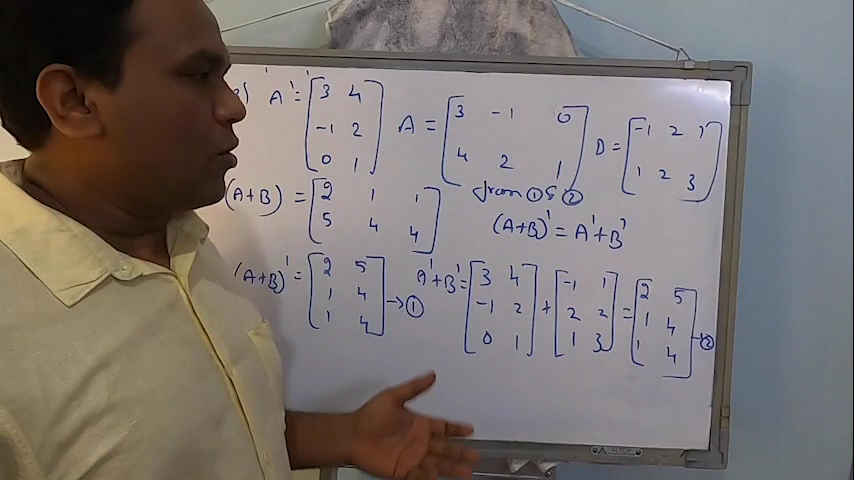 3) A' = [3 4 -1 2 0 1] A = [3 -1 0 4 2 1] D = [-1 2 1 1 2 3]
from ① & ②
(A+B) = [2 1 1 5 4 4]
(A+B)' = A' + B'
(A+B)' = [2 5 1 4 1 4] → ①
A' + B' = [3 4 -1 2 0 1] + [-1 1 2 2 1 3] = [2 5 1 4 1 4] → ②